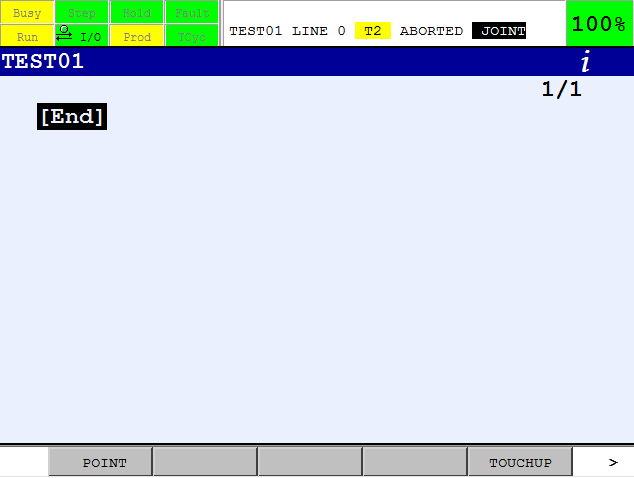 Busy Step Hold Fault
Run I/O Prod TCyc
TEST01 LINE 0 T2 ABORTED JOINT
100%
TEST01 i
1/1
[End]
POINT TOUCHUP >